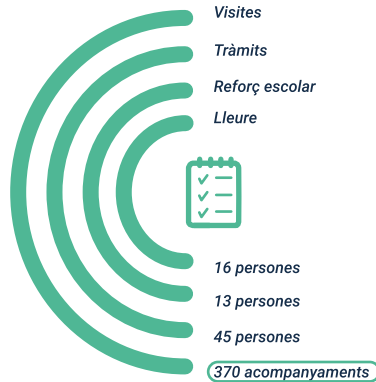 Visites
Tràmits
Reforç escolar
Lleure
16 persones
13 persones
45 persones
370 acompanyaments